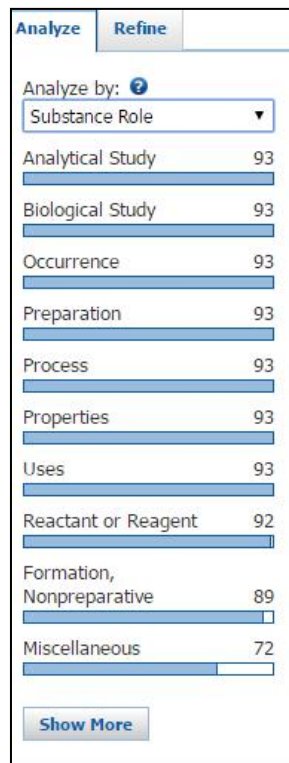 Analyze Refine
Analyze by: ?
Substance Role
Analytical Study 93
Biological Study 93
Occurrence 93
Preparation 93
Process 93
Properties 93
Uses 93
Reactant or Reagent 92
Formation,
Nonpreparative 89
Miscellaneous 72
Show More